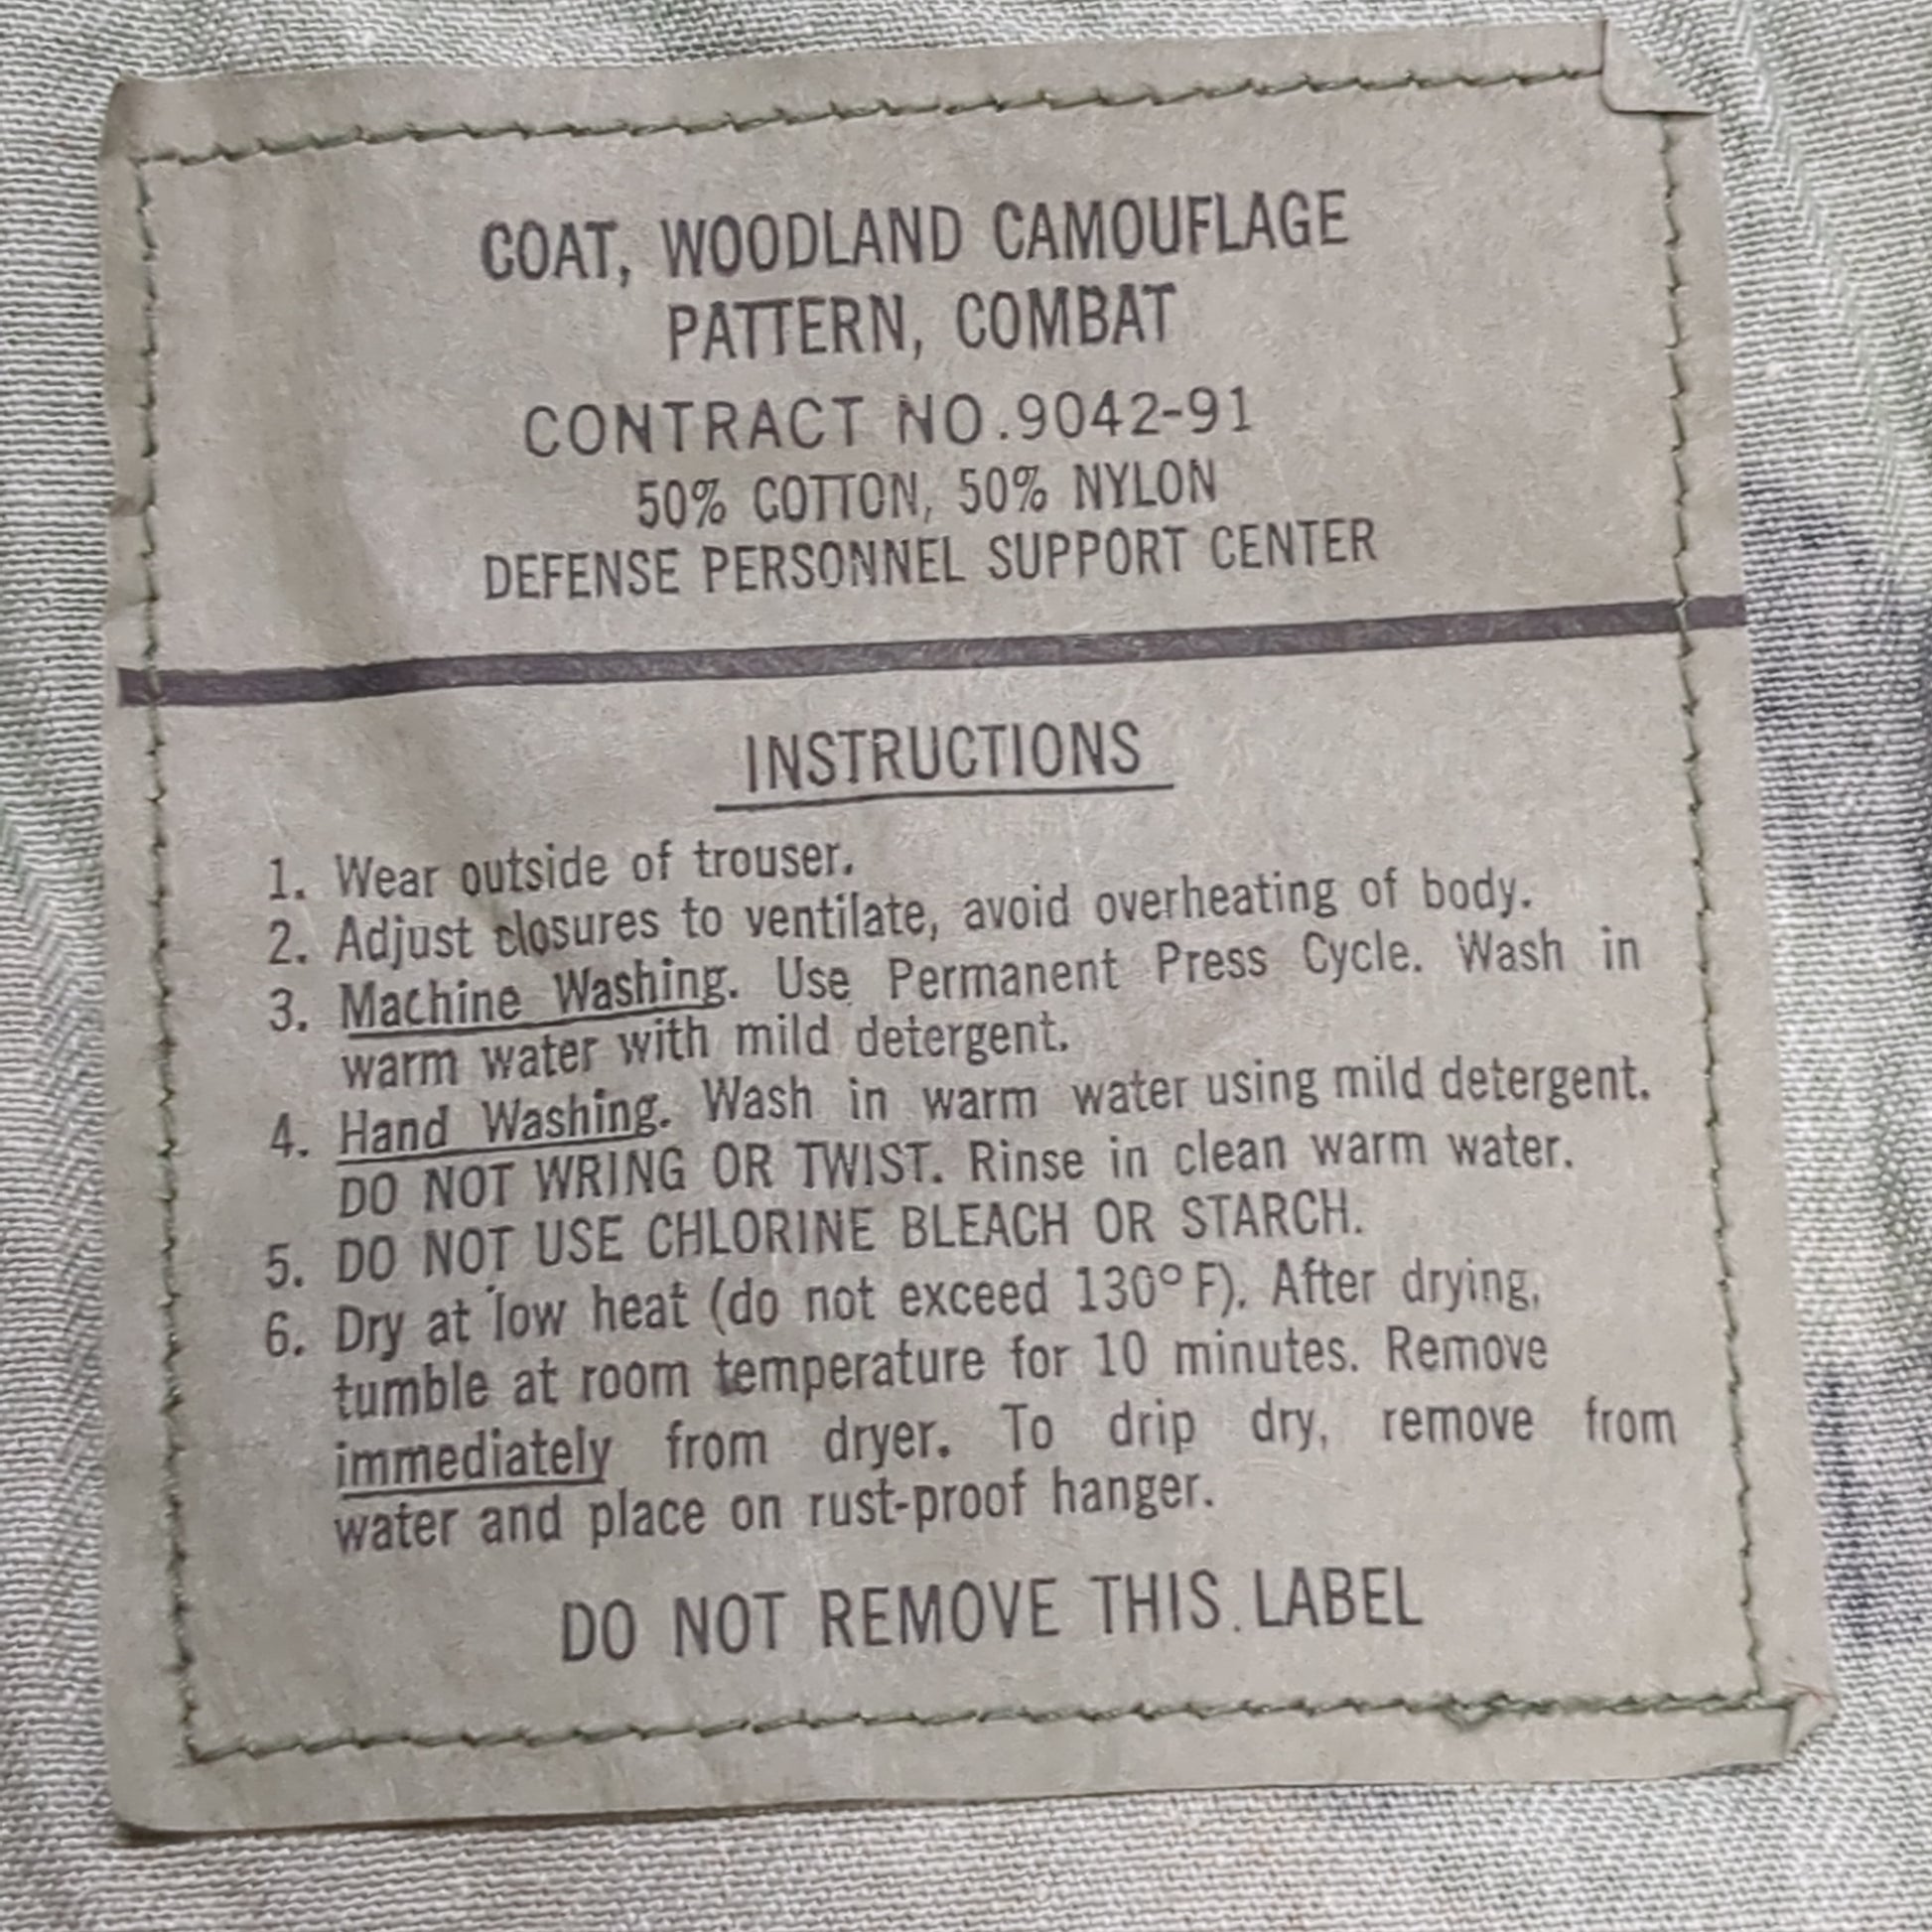 COAT, WOODLAND CAMOUFLAGE
PATTERN, COMBAT
CONTRACT NO.9042-91
50% COTTON, 50% NYLON
DEFENSE PERSONNEL SUPPORT CENTER
INSTRUCTIONS
1. Wear outside of trouser.
2. Adjust closures to ventilate, avoid overheating of body.
3. Machine Washing. Use Permanent Press Cycle. Wash in
warm water with mild detergent.
4. Hand Washing. Wash in warm water using mild detergent.
DO NOT WRING OR TWIST. Rinse in clean warm water.
5. DO NOT USE CHLORINE BLEACH OR STARCH.
6. Dry at low heat (do not exceed 130° F). After drying,
tumble at room temperature for 10 minutes. Remove
immediately from dryer. To drip dry, remove from
water and place on rust-proof hanger.
DO NOT REMOVE THIS LABEL